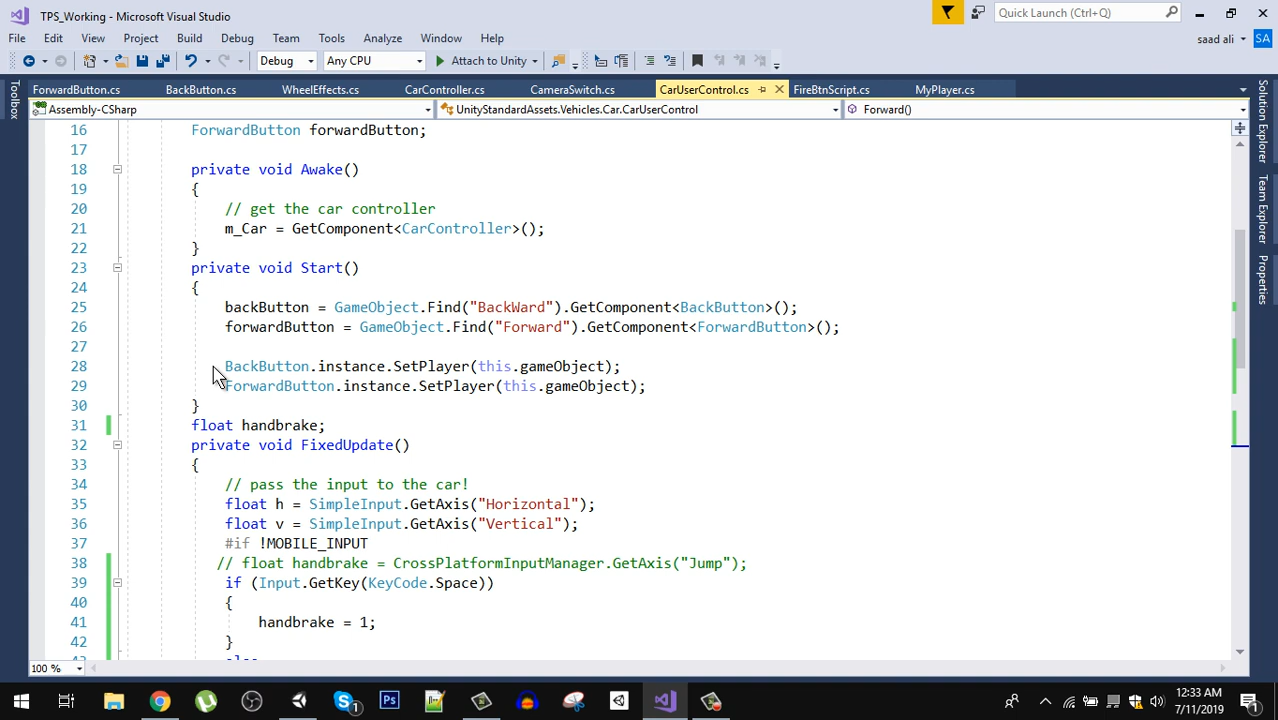 TPS_Working - Microsoft Visual Studio
Quick Launch (Ctrl+Q)
File Edit View Project Build Debug Team Tools Analyze Window Help
saad ali SA
Debug Any CPU Attach to Unity
ForwardButton.cs BackButton.cs WheelEffects.cs CarController.cs CameraSwitch.cs CarUserControl.cs FireBtnScript.cs MyPlayer.cs
Assembly-CSharp UnityStandardAssets.Vehicles.Car.CarUserControl Forward()
Toolbox
Solution Explorer
Team Explorer
Properties
16 ForwardButton forwardButton;
17
18 private void Awake()
19 {
20 // get the car controller
21 m_Car = GetComponent<CarController>();
22 }
23 private void Start()
24 {
25 backButton = GameObject.Find("BackWard").GetComponent<BackButton>();
26 forwardButton = GameObject.Find("Forward").GetComponent<ForwardButton>();
27
28 BackButton.instance.SetPlayer(this.gameObject);
29 ForwardButton.instance.SetPlayer(this.gameObject);
30 }
31 float handbrake;
32 private void FixedUpdate()
33 {
34 // pass the input to the car!
35 float h = SimpleInput.GetAxis("Horizontal");
36 float v = SimpleInput.GetAxis("Vertical");
37 #if !MOBILE_INPUT
38 // float handbrake = CrossPlatformInputManager.GetAxis("Jump");
39 if (Input.GetKey(KeyCode.Space))
40 {
41 handbrake = 1;
42 }
43 else
100 %
12:33 AM
7/11/2019